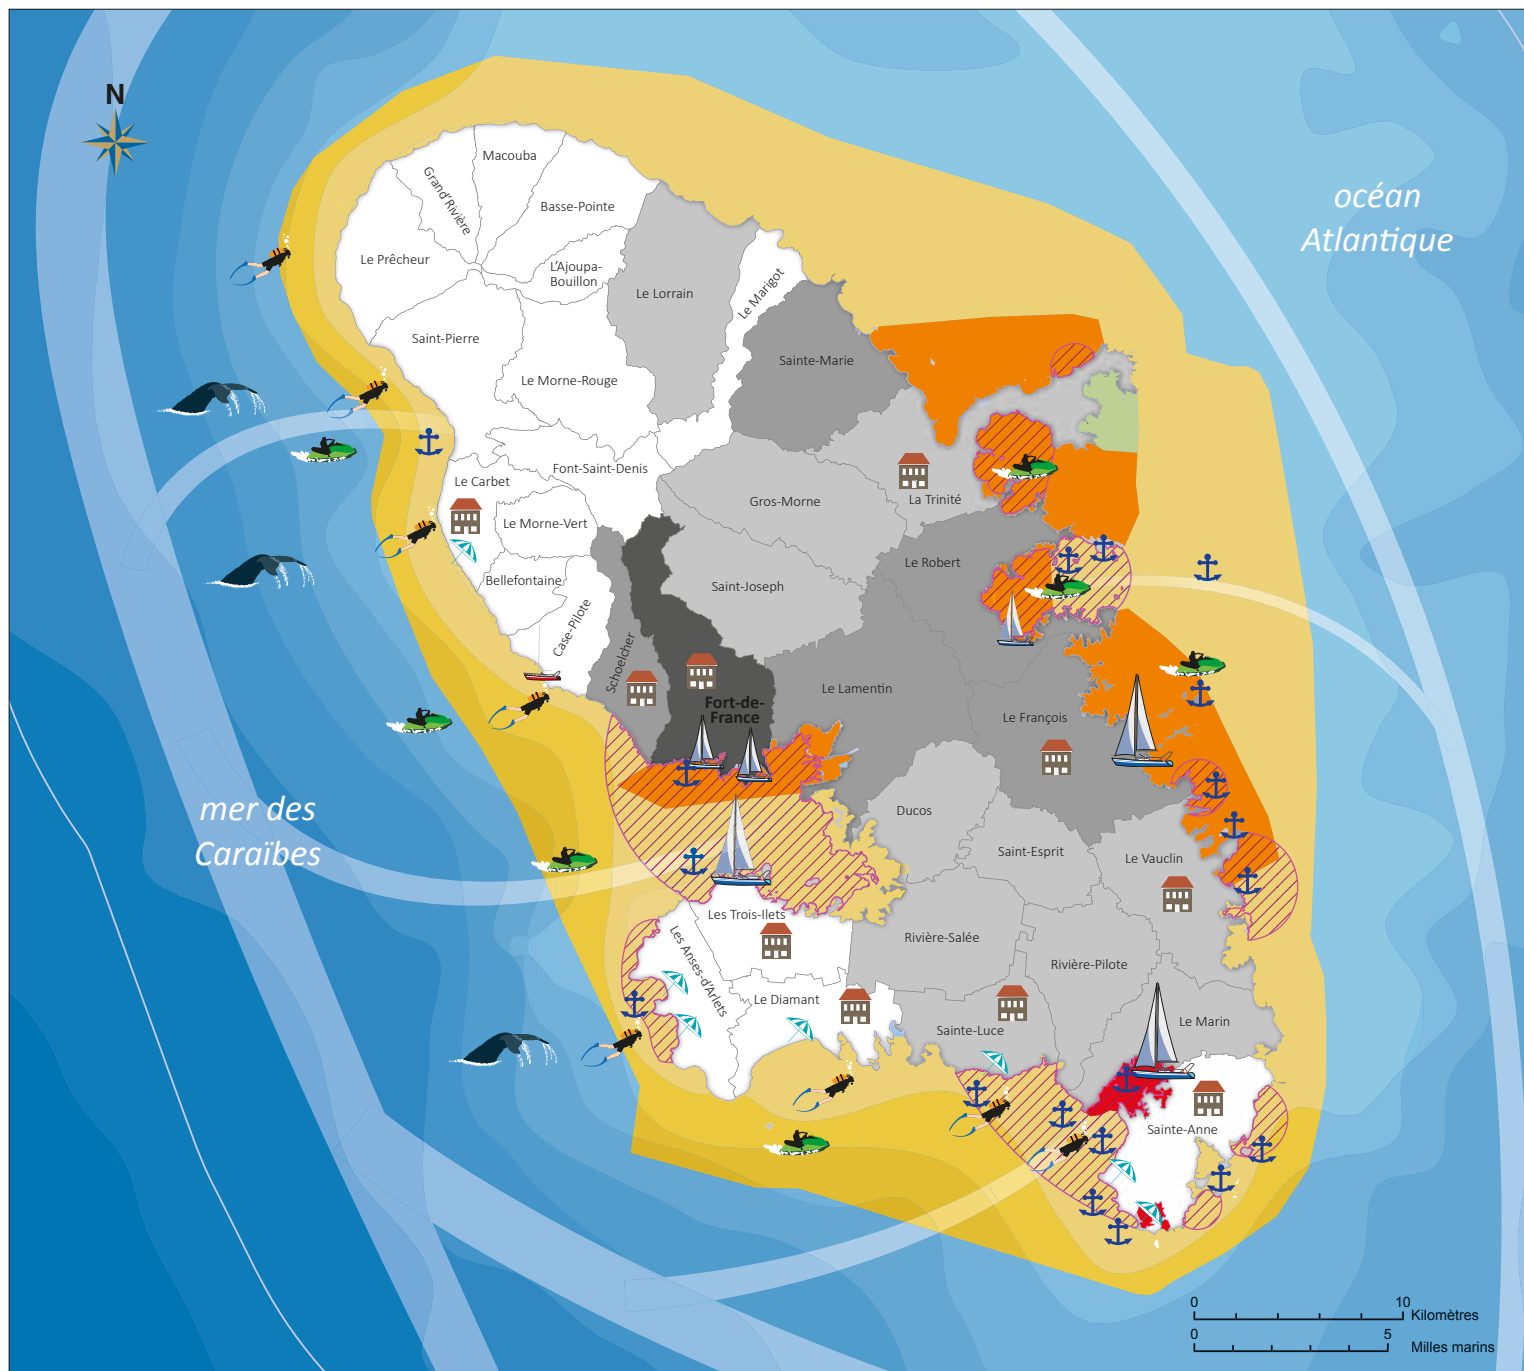 N
océan
Atlantique
Macouba
Grand'Rivière
Basse-Pointe
Le Prêcheur
L'Ajoupa-
Bouillon
Le Lorrain
Le Marigot
Saint-Pierre
Sainte-Marie
Le Morne-Rouge
Font-Saint-Denis
Le Carbet
Gros-Morne
La Trinité
Le Morne-Vert
Le Robert
Bellefontaine
Saint-Joseph
Case-Pilote
Schoelcher
Le Lamentin
Fort-de-
France
Le François
mer des
Caraïbes
Ducos
Saint-Esprit
Le Vauclin
Les Trois-Ilets
Rivière-Salée
Les Anses-d'Arlets
Rivière-Pilote
Le Diamant
Sainte-Luce
Le Marin
Sainte-Anne
0 10
Kilomètres
0 5
Milles marins